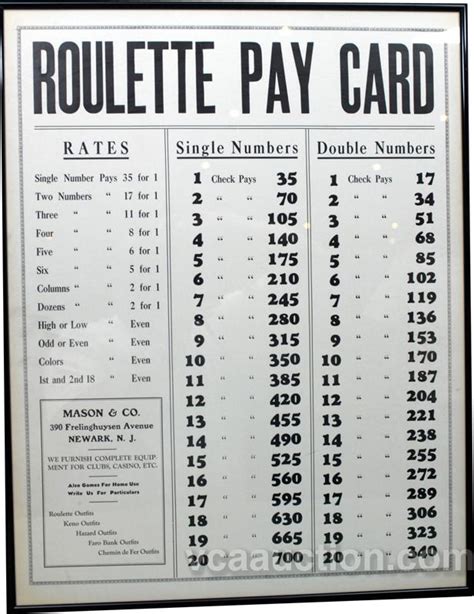 ROULETTE PAY CARD
RATES
Single Number Pays 35 for 1
Two Numbers " 17 for 1
Three " " 11 for 1
Four " " 8 for 1
Five " " 6 for 1
Six " " 5 for 1
Columns " " 2 for 1
Dozens " " 2 for 1
High or Low " Even
Odd or Even " Even
Colors " Even
1st and 2nd 18 " Even
MASON & CO.
390 Frelinghuysen Avenue
NEWARK, N. J.
WE FURNISH COMPLETE EQUIP-
MENT FOR CLUBS, CASINO, ETC.
Also Games For Home Use
Write Us For Particulars
Roulette Outfits
Keno Outfits
Hazard Outfits
Faro Bank Outfits
Chemin de Fer Outfits
Single Numbers
1 Check Pays 35
2 " " 70
3 " " 105
4 " " 140
5 " " 175
6 " " 210
7 " " 245
8 " " 280
9 " " 315
10 " " 350
11 " " 385
12 " " 420
13 " " 455
14 " " 490
15 " " 525
16 " " 560
17 " " 595
18 " " 630
19 " " 665
20 " " 700
Double Numbers
1 Check Pays 17
2 " " 34
3 " " 51
4 " " 68
5 " " 85
6 " " 102
7 " " 119
8 " " 136
9 " " 153
10 " " 170
11 " " 187
12 " " 204
13 " " 221
14 " " 238
15 " " 255
16 " " 272
17 " " 289
18 " " 306
19 " " 323
20 " " 340
vcaauction.com